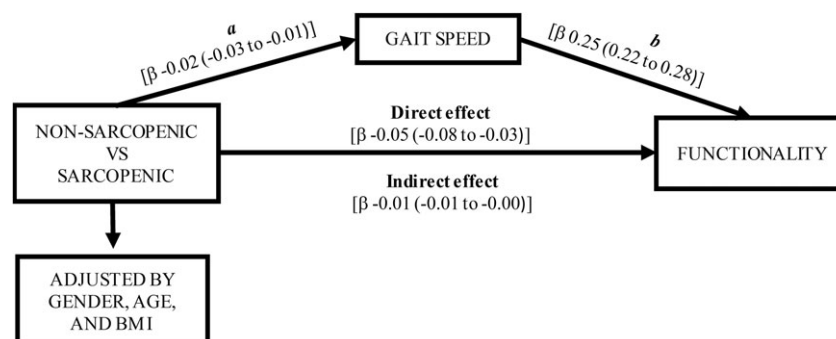 a
[β -0.02 (-0.03 to -0.01)]
GAIT SPEED
b
[β 0.25 (0.22 to 0.28)]
NON-SARCOPENIC
VS
SARCOPENIC
Direct effect
[β -0.05 (-0.08 to -0.03)]
Indirect effect
[β -0.01 (-0.01 to -0.00)]
FUNCTIONALITY
ADJUSTED BY
GENDER, AGE,
AND BMI